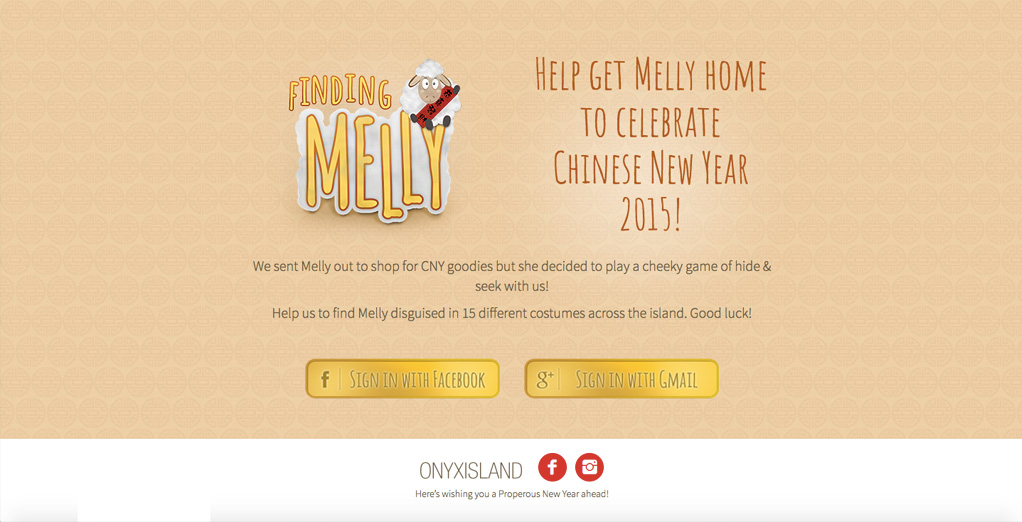 FINDING
MELLY
Help get Melly home
to celebrate
Chinese New Year
2015!
We sent Melly out to shop for CNY goodies but she decided to play a cheeky game of hide &
seek with us!
Help us to find Melly disguised in 15 different costumes across the island. Good luck!
f Sign in with Facebook
g+ Sign in with Gmail
ONYXISLAND f
Here's wishing you a Properous New Year ahead!